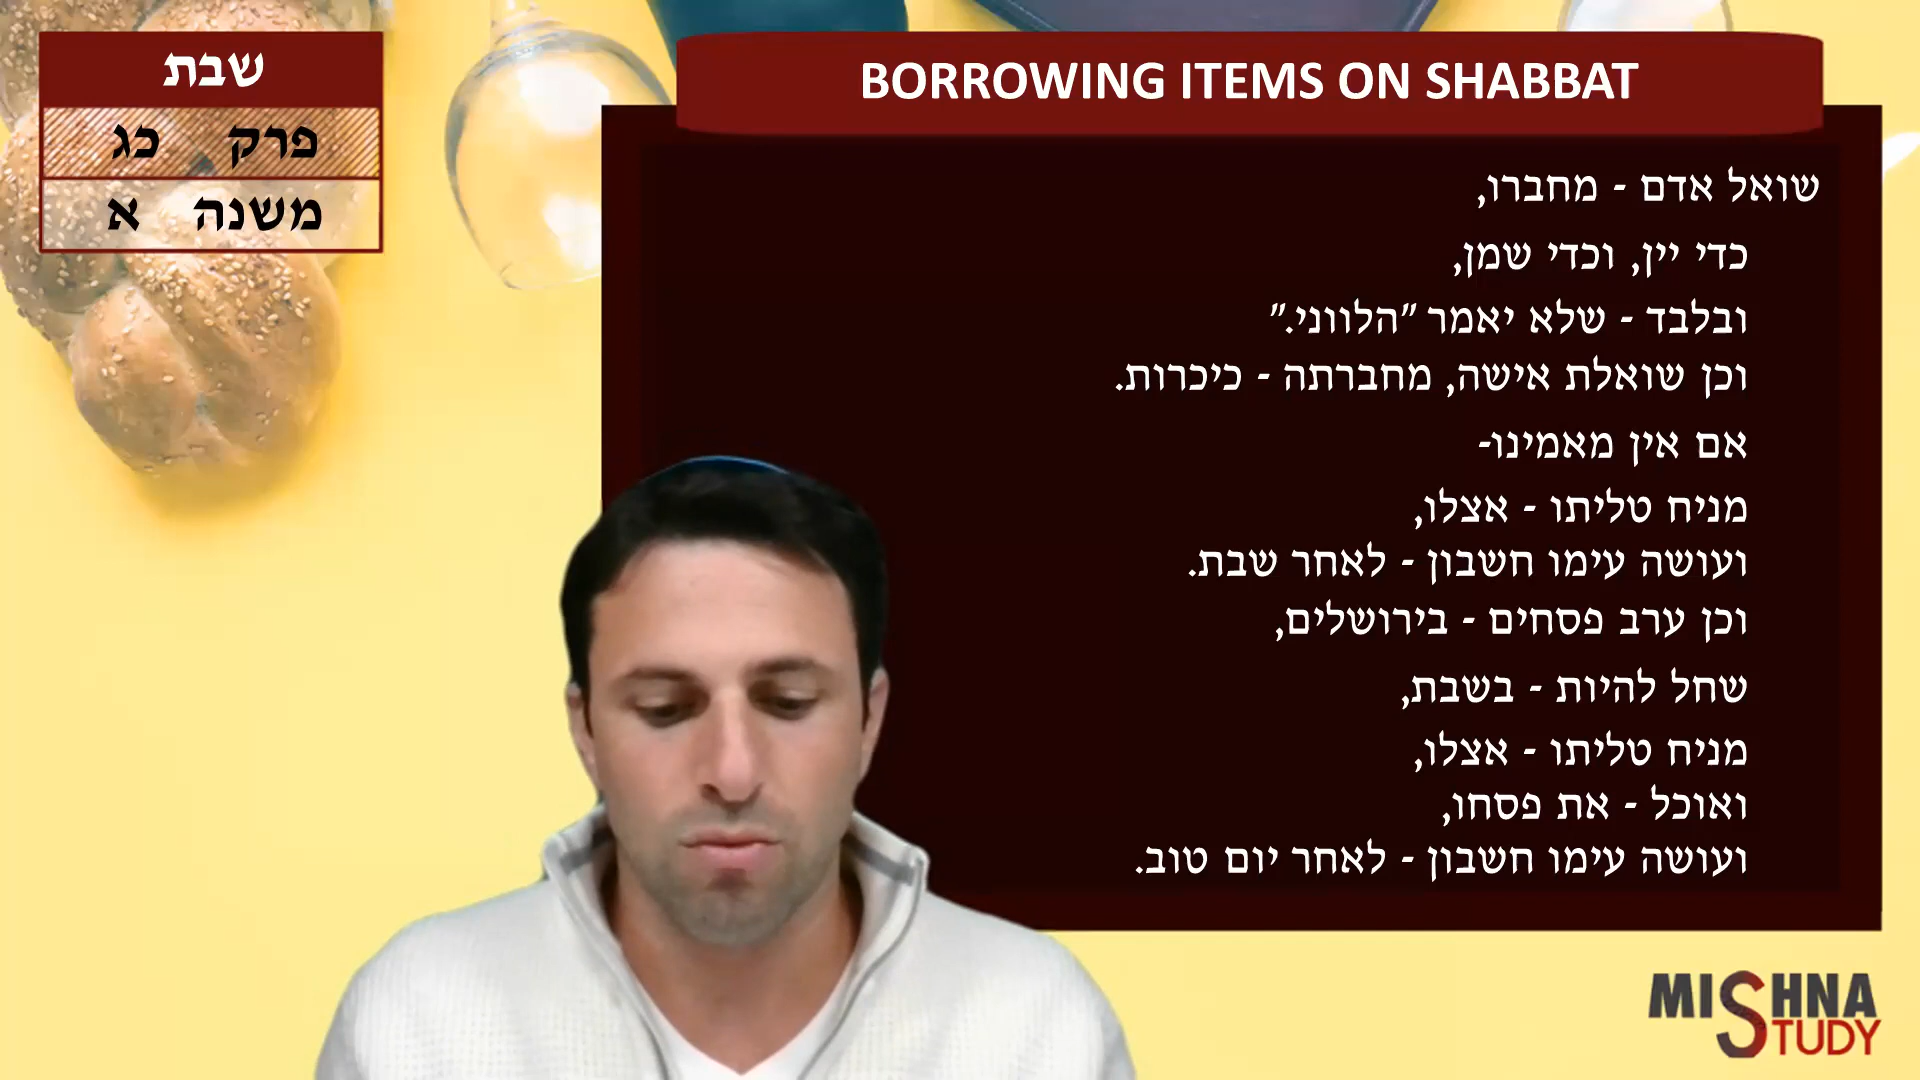 שבת
פרק כג
משנה א
BORROWING ITEMS ON SHABBAT
שואל אדם - מחברו,
כדי יין, וכדי שמן,
ובלבד - שלא יאמר "הלווני."
וכן שואלת אישה, מחברתה - כיכרות.
אם אין מאמינו-
מניח טליתו - אצלו,
ועושה עימו חשבון - לאחר שבת.
וכן ערב פסחים - בירושלים,
שחל להיות - בשבת,
מניח טליתו - אצלו,
ואוכל - את פסחו,
ועושה עימו חשבון - לאחר יום טוב.
MISHNA
STUDY